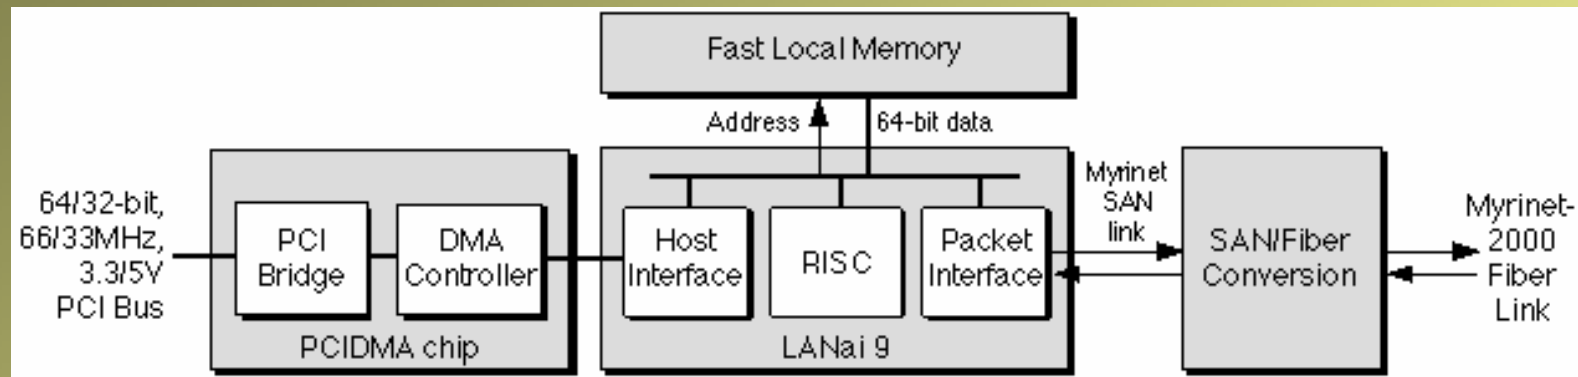 Fast Local Memory
Address
64-bit data
64/32-bit,
66/33MHz,
3.3/5V
PCI Bus
PCI
Bridge
DMA
Controller
PCIDMA chip
Host
Interface
RISC
Packet
Interface
LANai 9
Myrinet
SAN
link
SAN/Fiber
Conversion
Myrinet-
2000
Fiber
Link